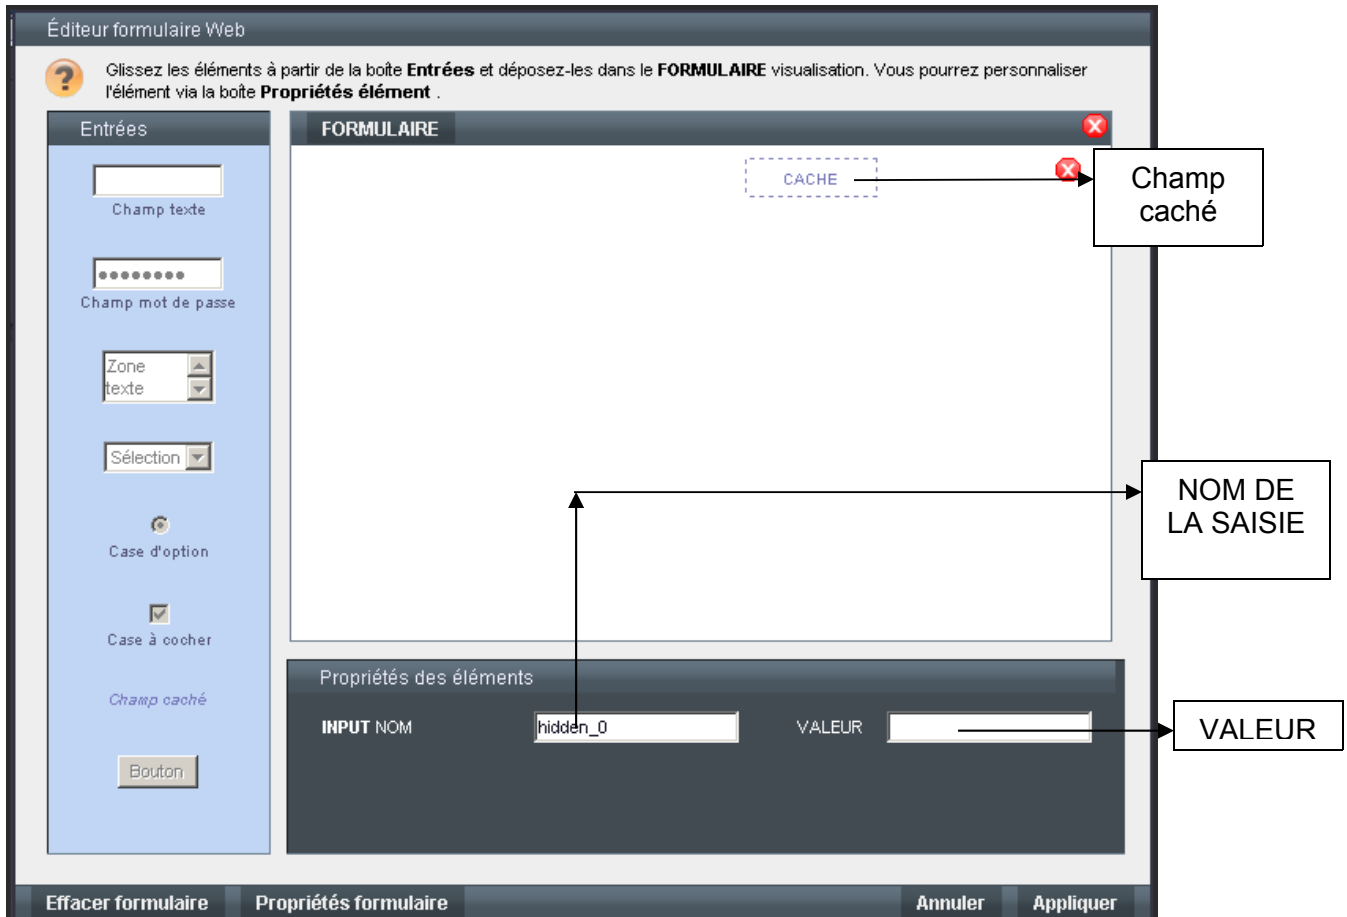 Éditeur formulaire Web
Glissez les éléments à partir de la boîte Entrées et déposez-les dans le FORMULAIRE visualisation. Vous pourrez personnaliser
l'élément via la boîte Propriétés élément .
Entrées
FORMULAIRE
Champ texte
CACHE
Champ
caché
Champ mot de passe
Zone
texte
Sélection
NOM DE
LA SAISIE
Case d'option
Case à cocher
Champ caché
Bouton
Propriétés des éléments
INPUT NOM
hidden_0
VALEUR
VALEUR
Effacer formulaire
Propriétés formulaire
Annuler
Appliquer